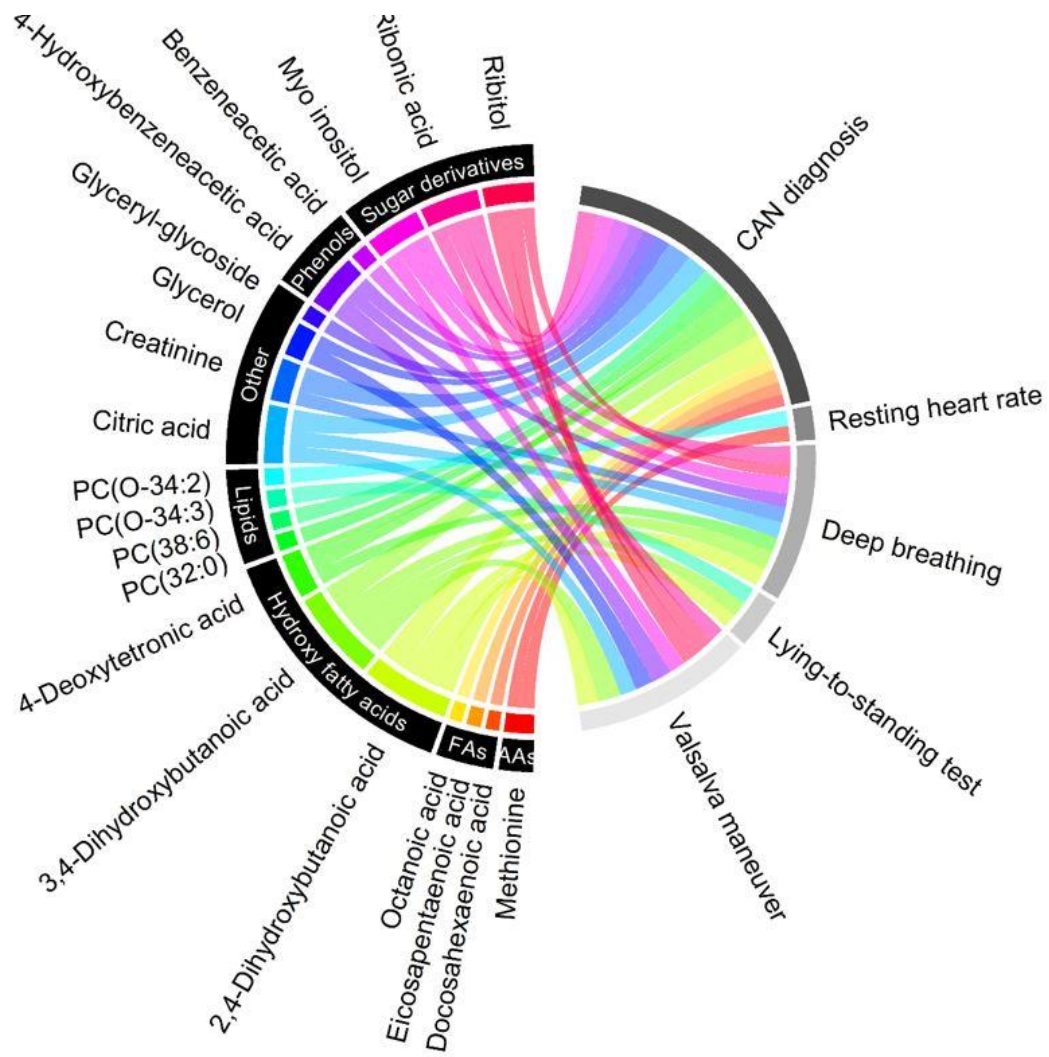 4-Hydroxybenzeneacetic acid
Benzeneacetic acid
Myo inositol
Ribonic acid
Ribitol
Glyceryl-glycoside
Glycerol
Creatinine
Citric acid
PC(O-34:2)
PC(O-34:3)
PC(38:6)
PC(32:0)
4-Deoxytetronic acid
3,4-Dihydroxybutanoic acid
2,4-Dihydroxybutanoic acid
Octanoic acid
Eicosapentaenoic acid
Docosahexaenoic acid
Methionine
Sugar derivatives
Phenols
Other
Lipids
Hydroxy fatty acids
FAs
AAs
CAN diagnosis
Resting heart rate
Deep breathing
Lying-to-standing test
Valsalva maneuver